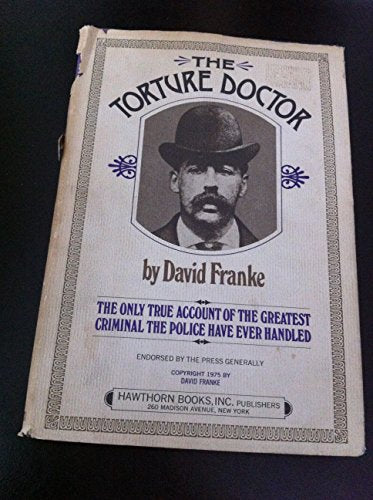 THE
TORTURE DOCTOR
by David Franke
THE ONLY TRUE ACCOUNT OF THE GREATEST
CRIMINAL THE POLICE HAVE EVER HANDLED
ENDORSED BY THE PRESS GENERALLY
COPYRIGHT 1975 BY
DAVID FRANKE
HAWTHORN BOOKS, INC. PUBLISHERS
260 MADISON AVENUE, NEW YORK